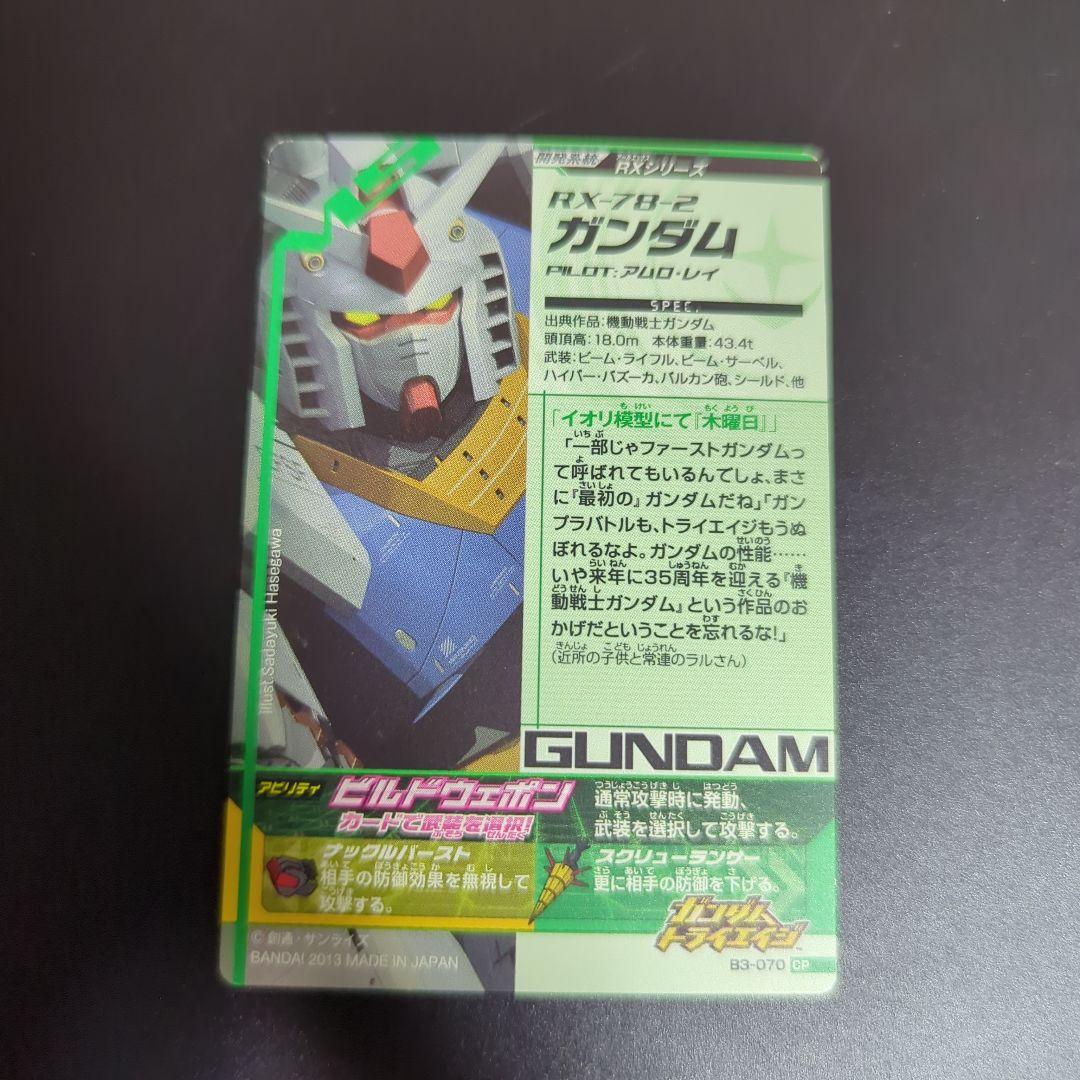 開発系統
RXシリーズ
RX-78-2
ガンダム
PILOT:アムロ・レイ
SPEC.
出典作品:機動戦士ガンダム
頭頂高:18.0m 本体重量:43.4t
武装:ビーム・ライフル、ビーム・サーベル、
ハイパー・バズーカ、バルカン砲、シールド、他
「イオリ模型にて『木曜日』」
「一部じゃファーストガンダムっ
て呼ばれてもいるんでしょ、まさ
に『最初の』ガンダムだね」「ガン
プラバトルも、トライエイジもうぬ
ぼれるなよ。ガンダムの性能……
いや来年に35周年を迎える『機
動戦士ガンダム』という作品のお
かげだということを忘れるな!」
(近所の子供と常連のラルさん)
illust.Sadayuki Hasegawa
GUNDAM
アビリティ
ビルドウェポン
カードで武装を選択!
通常攻撃時に発動、
武装を選択して攻撃する。
ナックルバースト
相手の防御効果を無視して
攻撃する。
スクリューランサー
更に相手の防御を下げる。
ガンダム
トライエイジ
© 創通・サンライズ
BANDAI 2013 MADE IN JAPAN
B3-070 CP